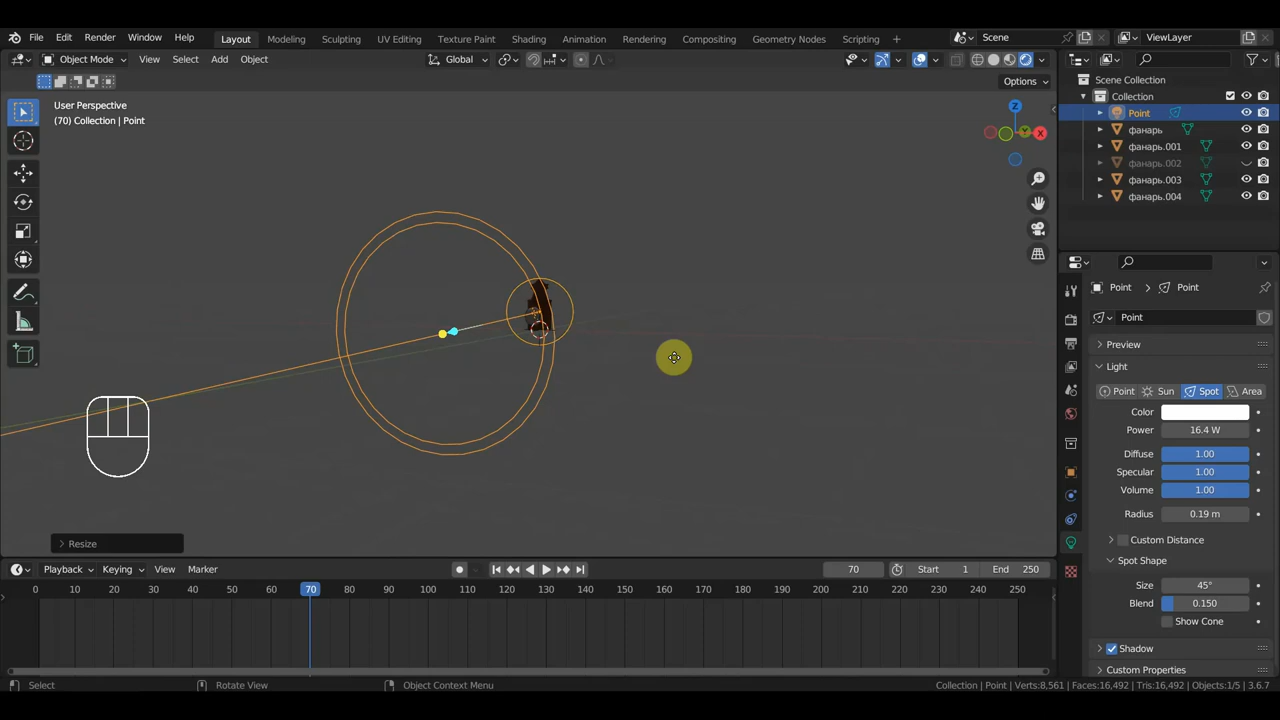 File Edit Render Window Help Layout Modeling Sculpting UV Editing Texture Paint Shading Animation Rendering Compositing Geometry Nodes Scripting Scene ViewLayer
Object Mode View Select Add Object Global
Options
User Perspective
(70) Collection | Point
Scene Collection
Collection
Point
фанарь
фанарь.001
фанарь.002
фанарь.003
фанарь.004
Point Point
Point
Preview
Light
Point Sun Spot Area
Color
Power 16.4 W
Diffuse 1.00
Specular 1.00
Volume 1.00
Radius 0.19 m
Custom Distance
Spot Shape
Size 45°
Blend 0.150
Show Cone
Shadow
Custom Properties
Resize
Playback Keying View Marker 70 Start 1 End 250
0 10 20 30 40 50 60 70 80 90 100 110 120 130 140 150 160 170 180 190 200 210 220 230 240 250
Select Rotate View Object Context Menu Collection | Point | Verts:8,561 | Faces:16,492 | Tris:16,492 | Objects:1/5 | 3.6.7